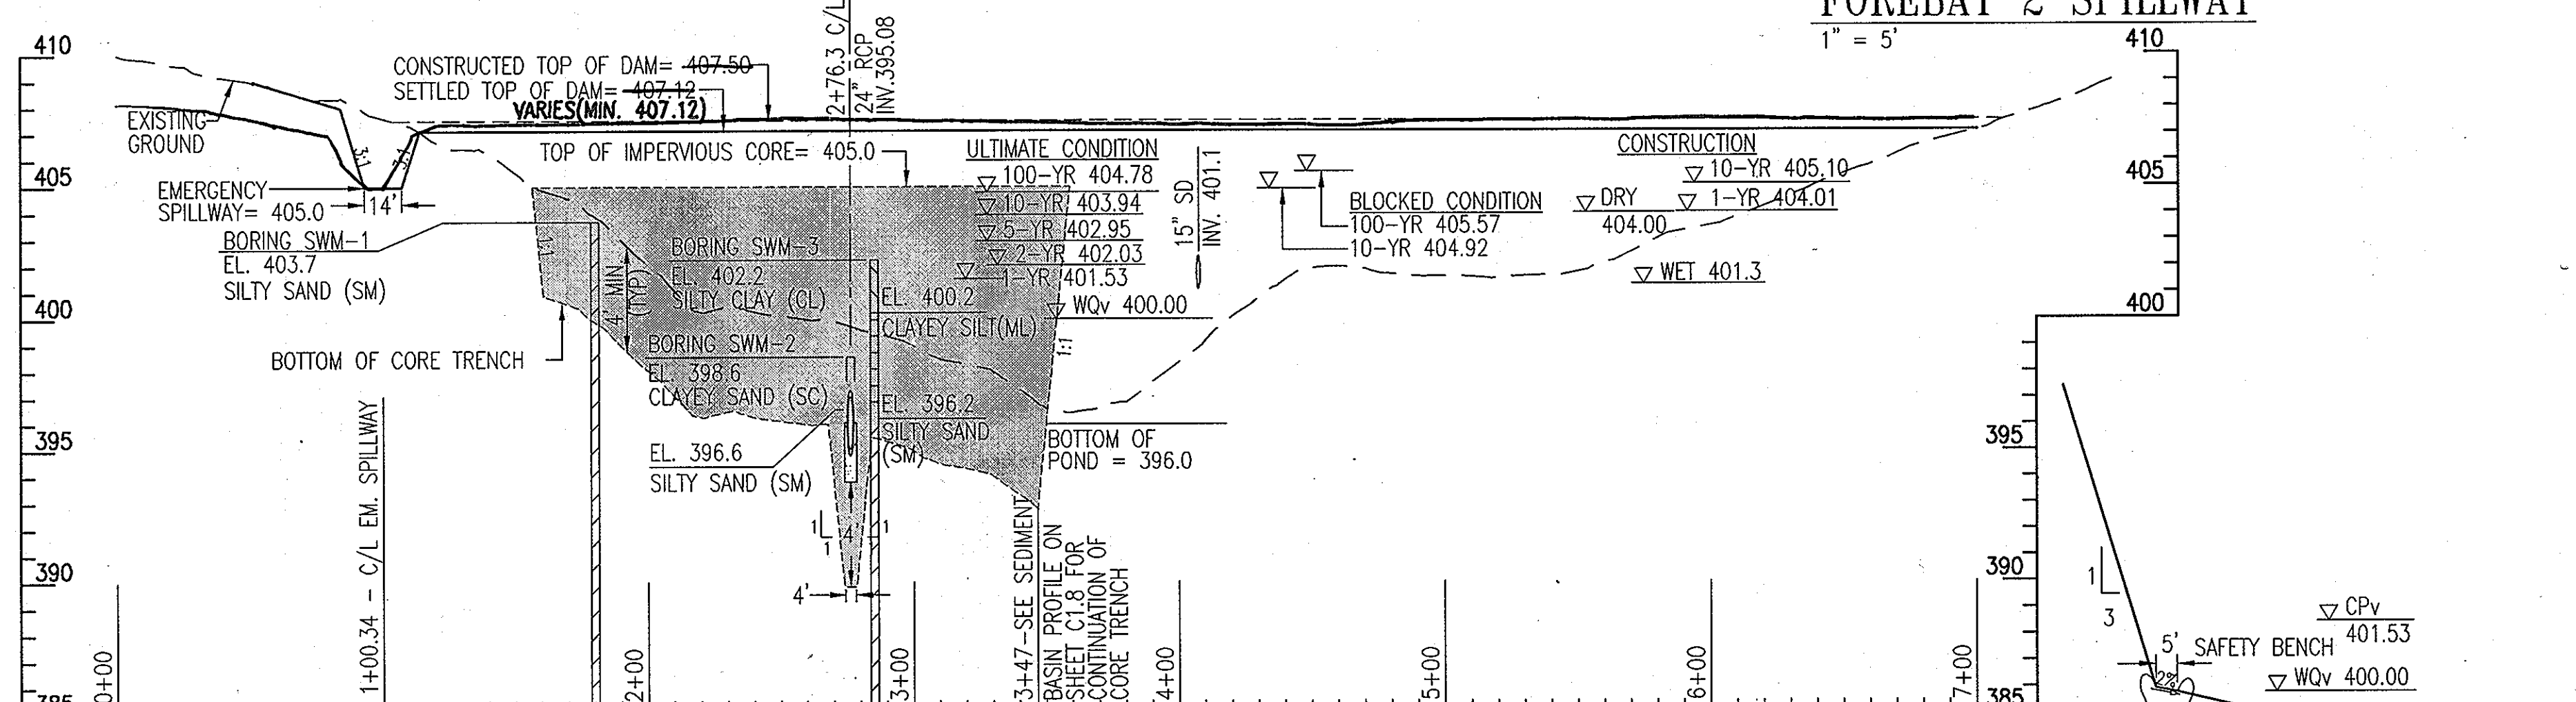 FOREBAY 2 SPILLWAY
1" = 5'
410
405
395
390
385
CONSTRUCTED TOP OF DAM= 407.50
SETTLED TOP OF DAM= 407.12
VARIES(MIN. 407.12)
2+76.3 C/L
24" RCP
INV.395.08
EXISTING
GROUND
3:1
3:1
EMERGENCY
SPILLWAY= 405.0
14'
TOP OF IMPERVIOUS CORE= 405.0
BORING SWM-1
EL. 403.7
SILTY SAND (SM)
1:1
4' MIN
(TYP)
BORING SWM-3
EL. 402.2
SILTY CLAY (CL)
EL. 400.2
CLAYEY SILT(ML)
400
BOTTOM OF CORE TRENCH
BORING SWM-2
EL. 398.6
CLAYEY SAND (SC)
EL. 396.2
SILTY SAND
(SM)
EL. 396.6
SILTY SAND (SM)
1
1
4'
1
4'
ULTIMATE CONDITION
100-YR 404.78
10-YR 403.94
5-YR 402.95
2-YR 402.03
1-YR 401.53
WQv 400.00
1:1
15" SD
INV. 401.1
BLOCKED CONDITION
100-YR 405.57
10-YR 404.92
CONSTRUCTION
10-YR 405.10
1-YR 404.01
DRY
404.00
WET 401.3
BOTTOM OF
POND = 396.0
0+00
1+00.34 - C/L EM. SPILLWAY
2+00
3+00
3+47-SEE SEDIMENT
BASIN PROFILE ON
SHEET C1.8 FOR
CONTINUATION OF
CORE TRENCH
4+00
5+00
6+00
7+00
410
405
400
395
390
385
1
3
5'
SAFETY BENCH
2%
CPv
401.53
WQv 400.00